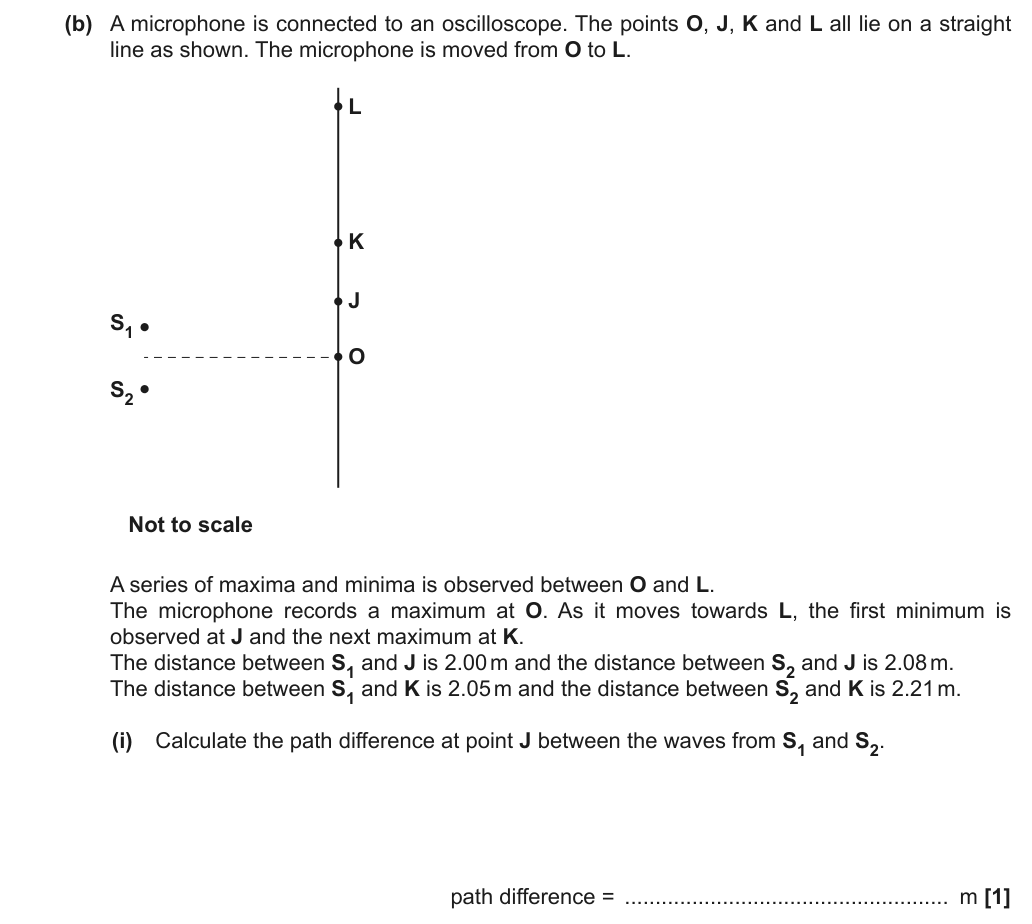 (b) A microphone is connected to an oscilloscope. The points O, J, K and L all lie on a straight
line as shown. The microphone is moved from O to L.
L
K
J
S1
O
S2
Not to scale
A series of maxima and minima is observed between O and L.
The microphone records a maximum at O. As it moves towards L, the first minimum is
observed at J and the next maximum at K.
The distance between S1 and J is 2.00 m and the distance between S2 and J is 2.08 m.
The distance between S1 and K is 2.05 m and the distance between S2 and K is 2.21 m.
(i) Calculate the path difference at point J between the waves from S1 and S2.
path difference = .................................................... m [1]